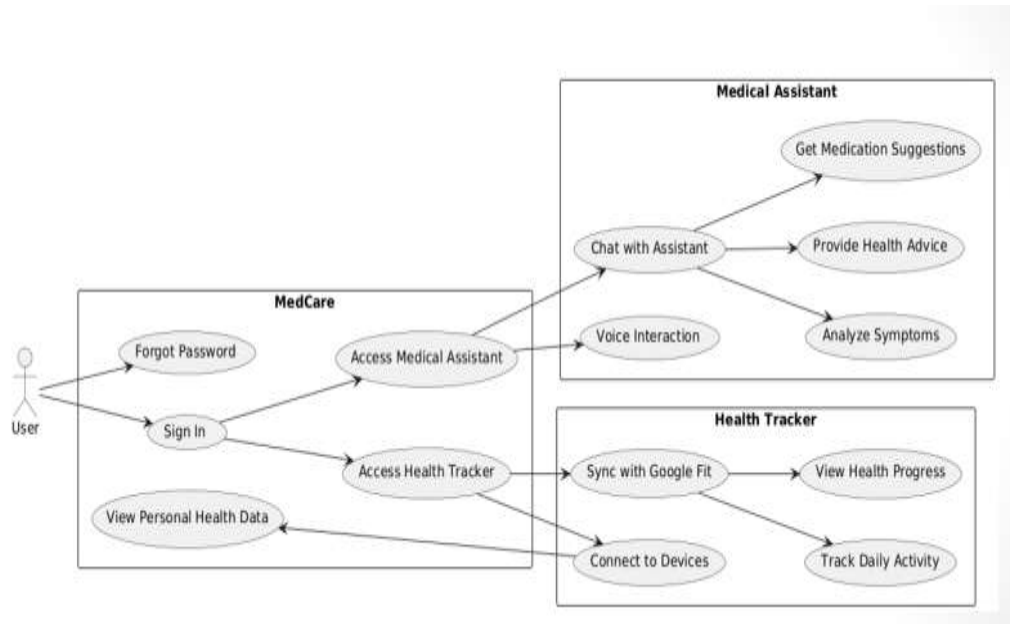 Medical Assistant
Get Medication Suggestions
Chat with Assistant
Provide Health Advice
Voice Interaction
Analyze Symptoms
MedCare
Forgot Password
Access Medical Assistant
User
Sign In
Access Health Tracker
View Personal Health Data
Health Tracker
Sync with Google Fit
View Health Progress
Connect to Devices
Track Daily Activity